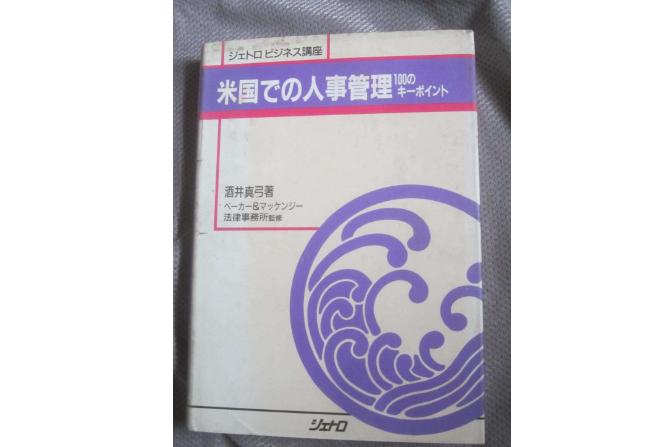 ジェトロ ビジネス講座
米国での人事管理100の
キーポイント
酒井真弓著
ベーカー&マッケンジー
法律事務所監修
ジェトロ